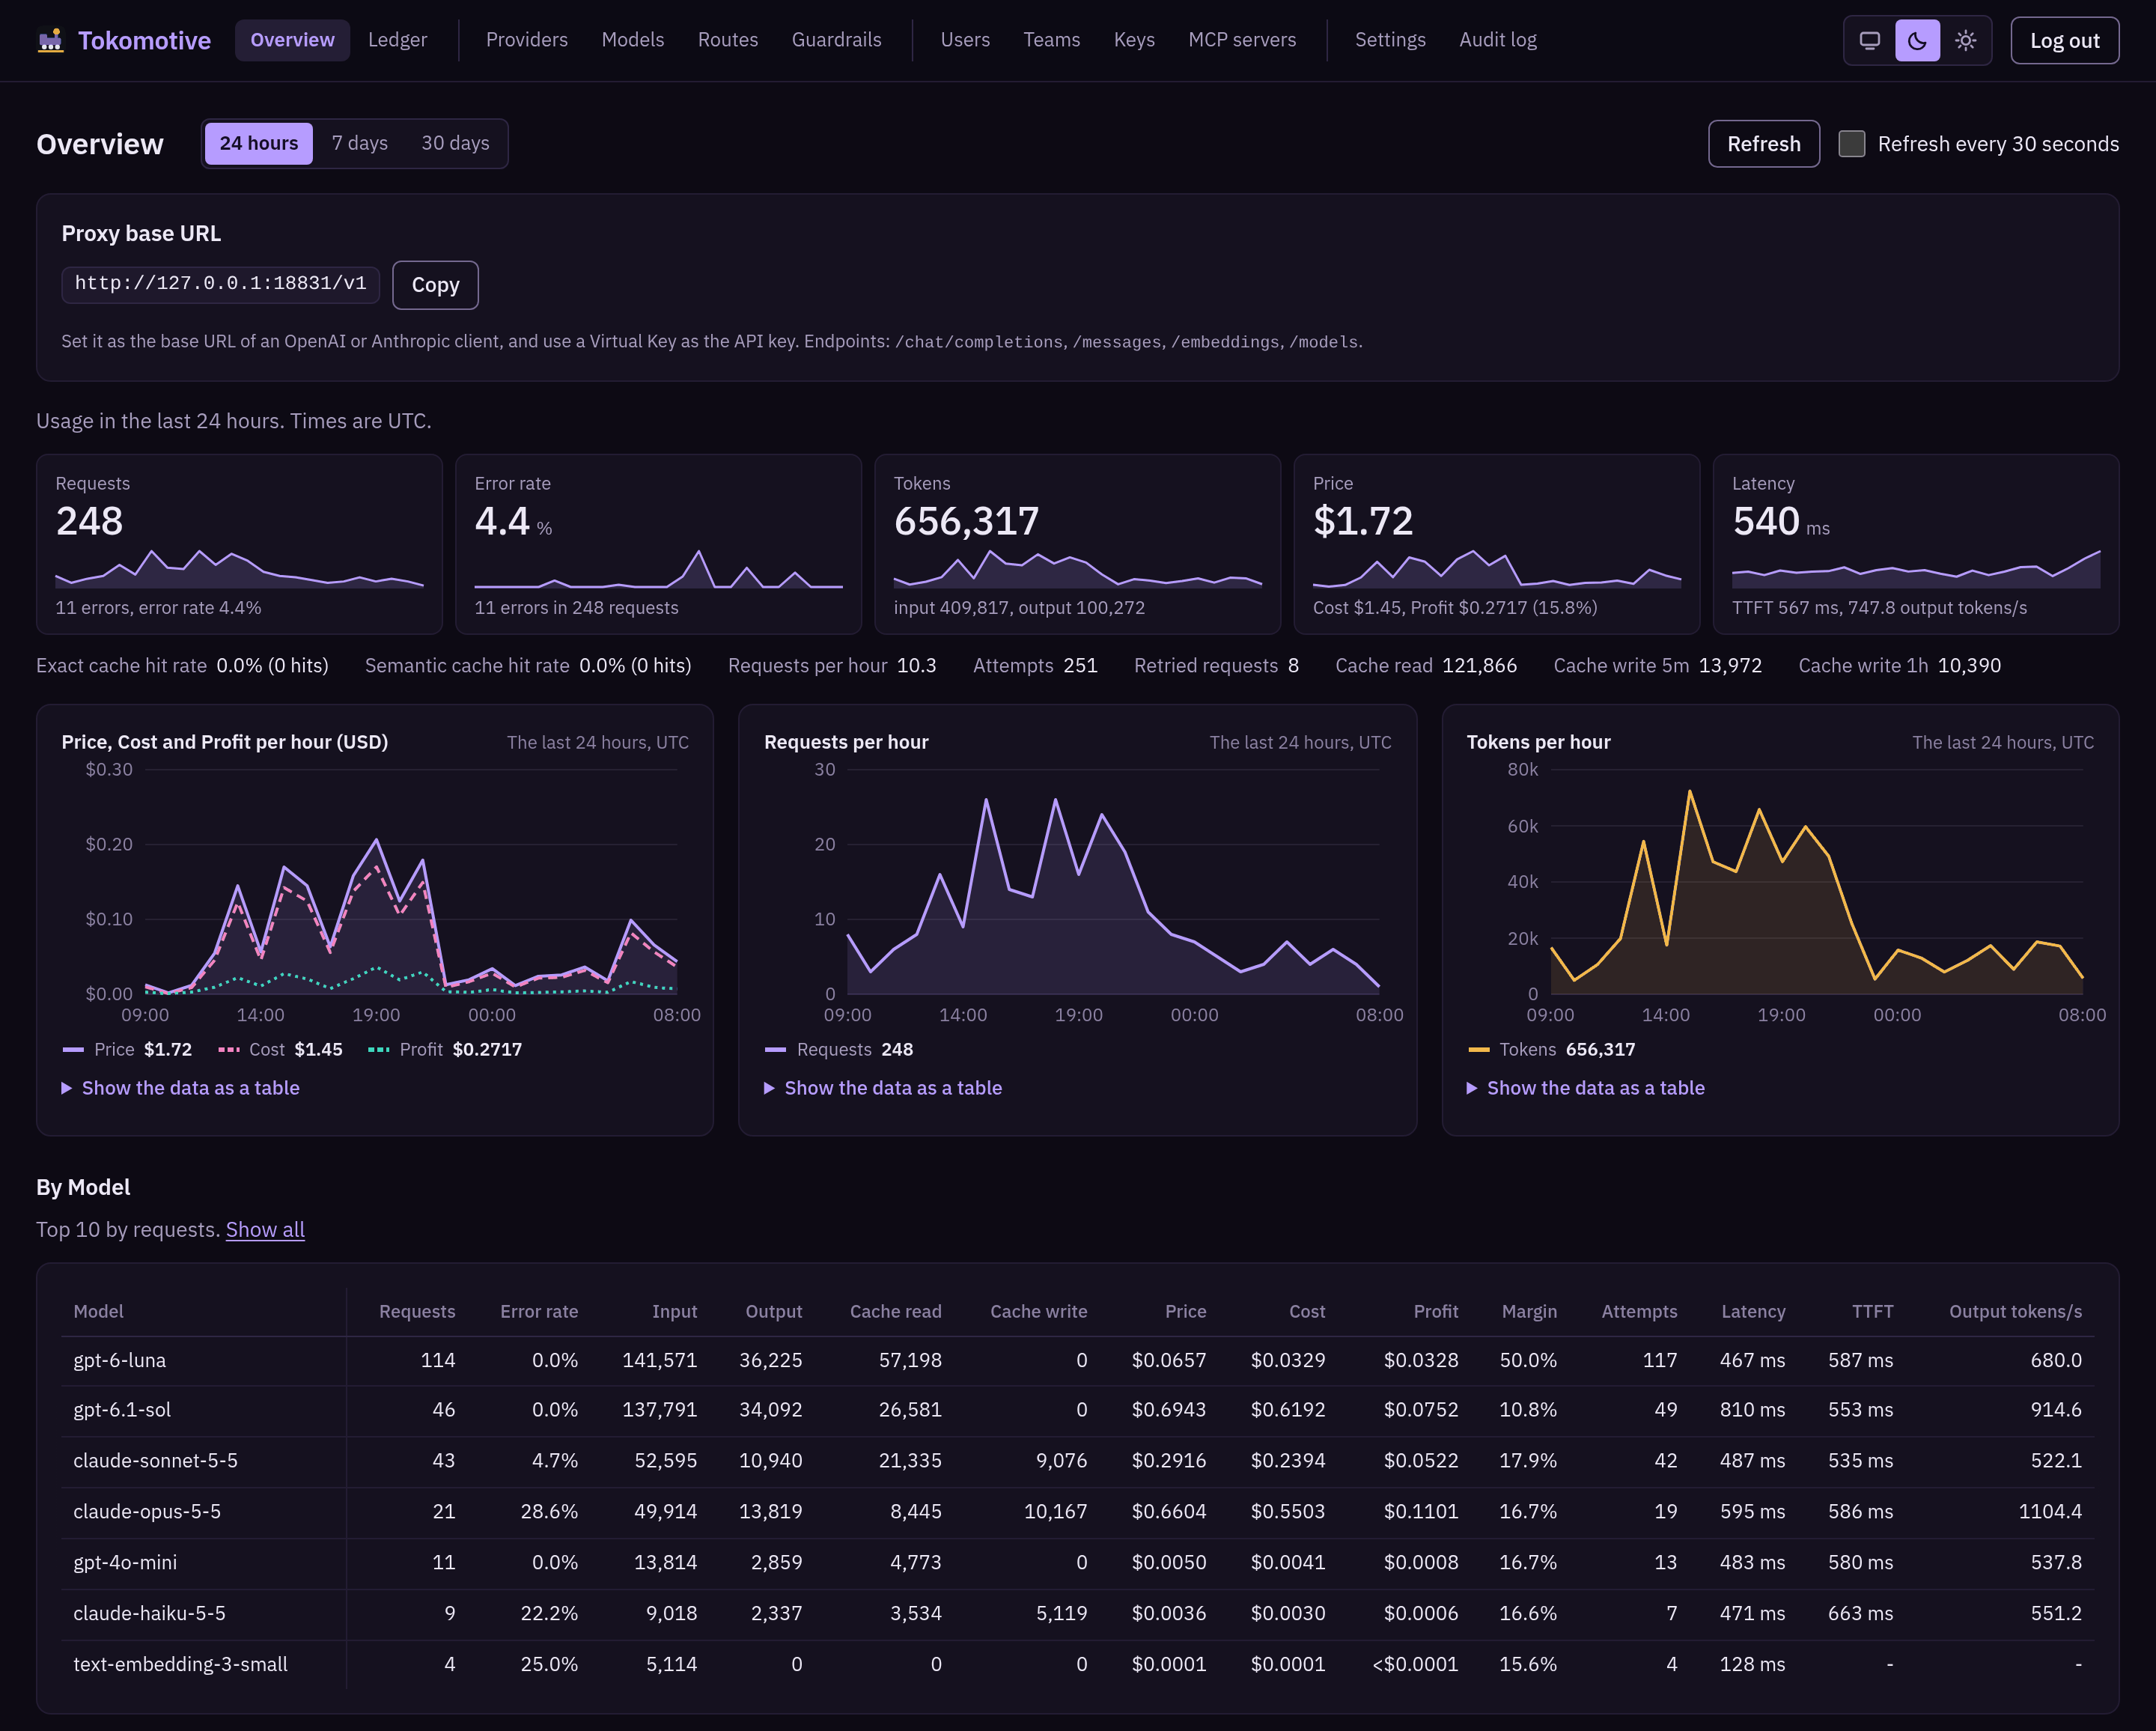 Tokomotive Overview Ledger Providers Models Routes Guardrails Users Teams Keys MCP servers Settings Audit log Log out
Overview 24 hours 7 days 30 days Refresh Refresh every 30 seconds
Proxy base URL
http://127.0.0.1:18831/v1 Copy
Set it as the base URL of an OpenAI or Anthropic client, and use a Virtual Key as the API key. Endpoints: /chat/completions, /messages, /embeddings, /models.
Usage in the last 24 hours. Times are UTC.
Requests
248
11 errors, error rate 4.4%
Error rate
4.4 %
11 errors in 248 requests
Tokens
656,317
input 409,817, output 100,272
Price
$1.72
Cost $1.45, Profit $0.2717 (15.8%)
Latency
540 ms
TTFT 567 ms, 747.8 output tokens/s
Exact cache hit rate 0.0% (0 hits) Semantic cache hit rate 0.0% (0 hits) Requests per hour 10.3 Attempts 251 Retried requests 8 Cache read 121,866 Cache write 5m 13,972 Cache write 1h 10,390
Price, Cost and Profit per hour (USD) The last 24 hours, UTC
$0.30
$0.20
$0.10
$0.00
09:00 14:00 19:00 00:00 08:00
Price $1.72 Cost $1.45 Profit $0.2717
Show the data as a table
Requests per hour The last 24 hours, UTC
30
20
10
0
09:00 14:00 19:00 00:00 08:00
Requests 248
Show the data as a table
Tokens per hour The last 24 hours, UTC
80k
60k
40k
20k
0
09:00 14:00 19:00 00:00 08:00
Tokens 656,317
Show the data as a table
By Model
Top 10 by requests. Show all
Model Requests Error rate Input Output Cache read Cache write Price Cost Profit Margin Attempts Latency TTFT Output tokens/s
gpt-6-luna 114 0.0% 141,571 36,225 57,198 0 $0.0657 $0.0329 $0.0328 50.0% 117 467 ms 587 ms 680.0
gpt-6.1-sol 46 0.0% 137,791 34,092 26,581 0 $0.6943 $0.6192 $0.0752 10.8% 49 810 ms 553 ms 914.6
claude-sonnet-5-5 43 4.7% 52,595 10,940 21,335 9,076 $0.2916 $0.2394 $0.0522 17.9% 42 487 ms 535 ms 522.1
claude-opus-5-5 21 28.6% 49,914 13,819 8,445 10,167 $0.6604 $0.5503 $0.1101 16.7% 19 595 ms 586 ms 1104.4
gpt-4o-mini 11 0.0% 13,814 2,859 4,773 0 $0.0050 $0.0041 $0.0008 16.7% 13 483 ms 580 ms 537.8
claude-haiku-5-5 9 22.2% 9,018 2,337 3,534 5,119 $0.0036 $0.0030 $0.0006 16.6% 7 471 ms 663 ms 551.2
text-embedding-3-small 4 25.0% 5,114 0 0 0 $0.0001 $0.0001 <$0.0001 15.6% 4 128 ms - -